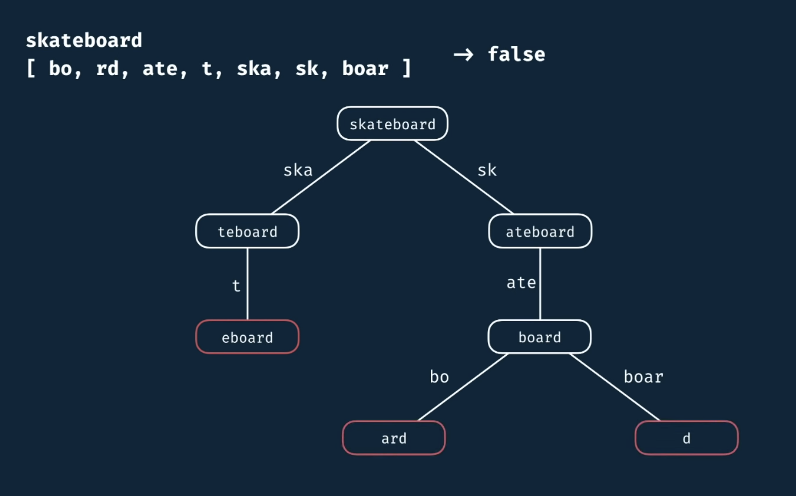 skateboard
[ bo, rd, ate, t, ska, sk, boar ] → false
skateboard
ska sk
teboard ateboard
t ate
eboard board
bo boar
ard d